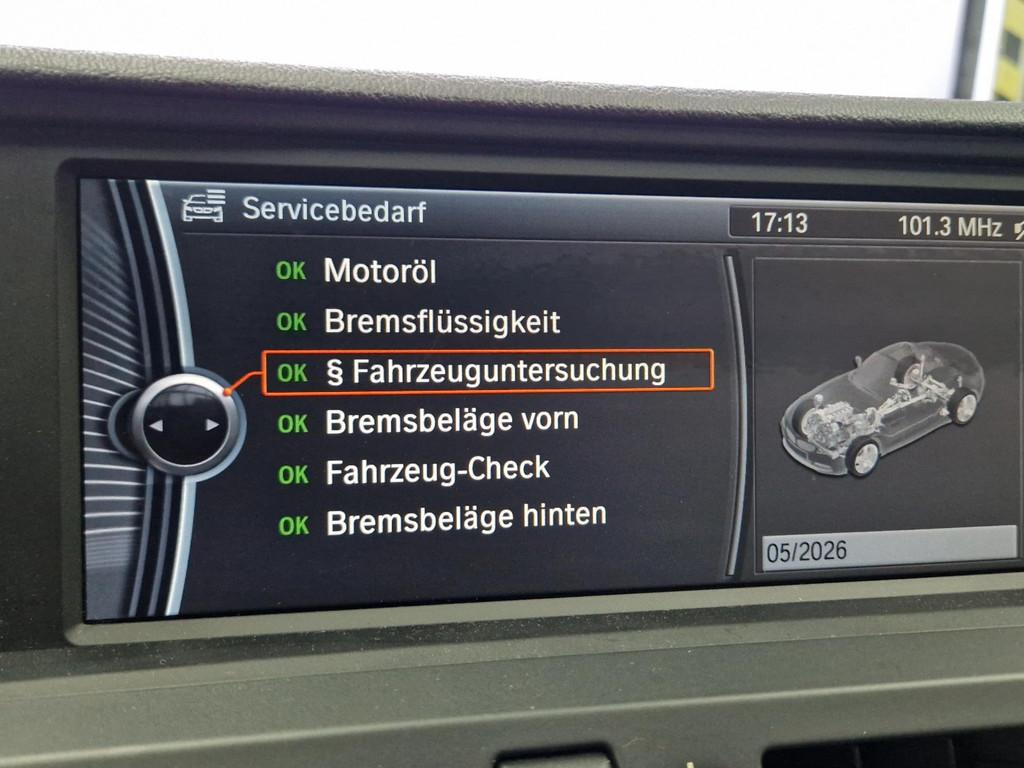 Servicebedarf
17:13
101.3 MHz
OK Motoröl
OK Bremsflüssigkeit
OK § Fahrzeuguntersuchung
OK Bremsbeläge vorn
OK Fahrzeug-Check
OK Bremsbeläge hinten
05/2026